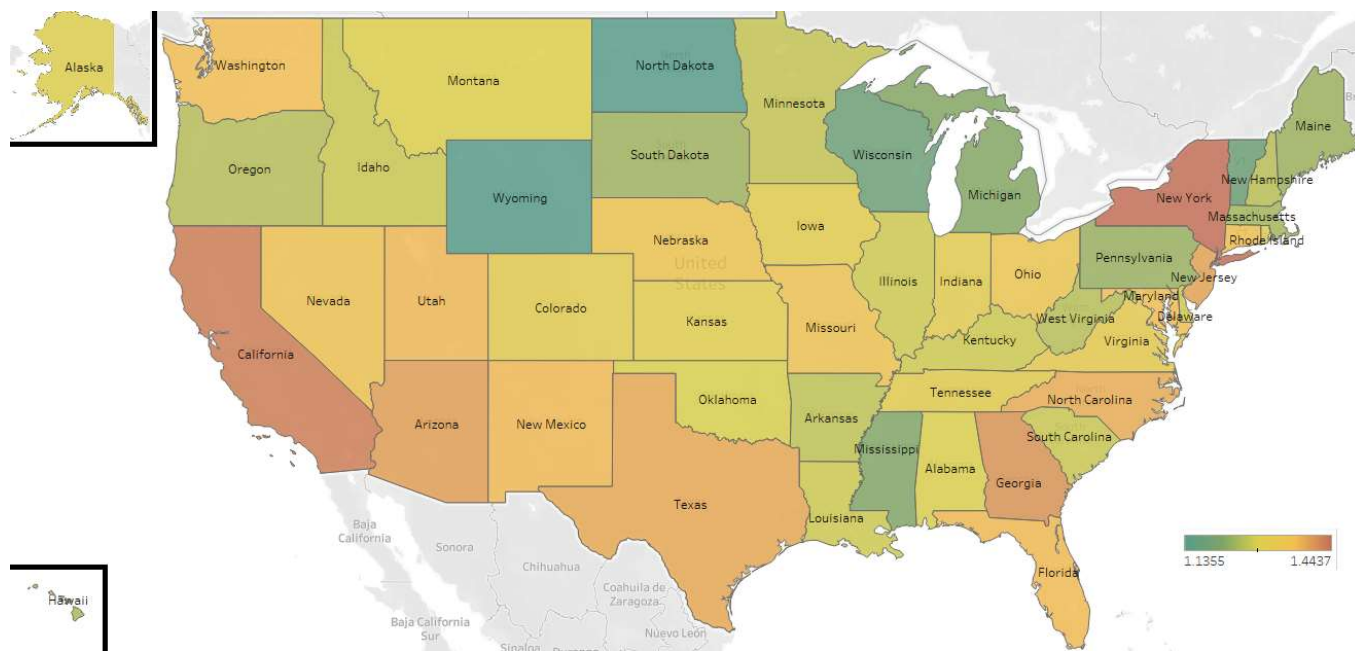 Alaska
Washington
Montana
North Dakota
Minnesota
Maine
Oregon
Idaho
South Dakota
Wisconsin
New Hampshire
Wyoming
Michigan
New York
Massachusetts
Iowa
Rhode Island
Nebraska
United
States
Pennsylvania
Nevada
Utah
Illinois
Indiana
Ohio
New Jersey
Maryland
Colorado
Kansas
Missouri
West Virginia
Delaware
California
Kentucky
Virginia
Tennessee
Oklahoma
North Carolina
Arizona
New Mexico
Arkansas
South Carolina
Mississippi
Alabama
Georgia
Texas
Louisiana
Baja
California
Sonora
Chihuahua
Coahuila de
Zaragoza
Florida
1.1355
1.4437
Hawaii
Baja California
Sur
Nuevo León
Sinaloa
Durango